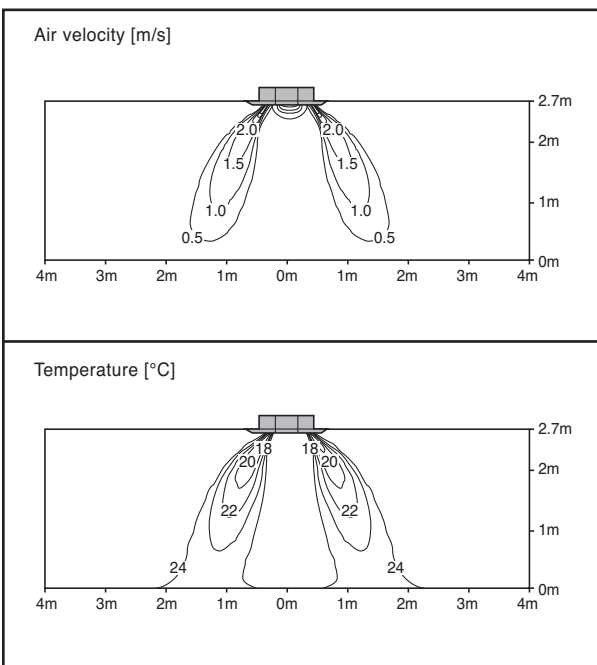 Air velocity [m/s]
2.7m
2.0 2.0
2m
1.5 1.5
1.0 1.0
1m
0.5 0.5
0m
4m 3m 2m 1m 0m 1m 2m 3m 4m
Temperature [°C]
2.7m
18 18
20 20
2m
22 22
1m
24 24
0m
4m 3m 2m 1m 0m 1m 2m 3m 4m